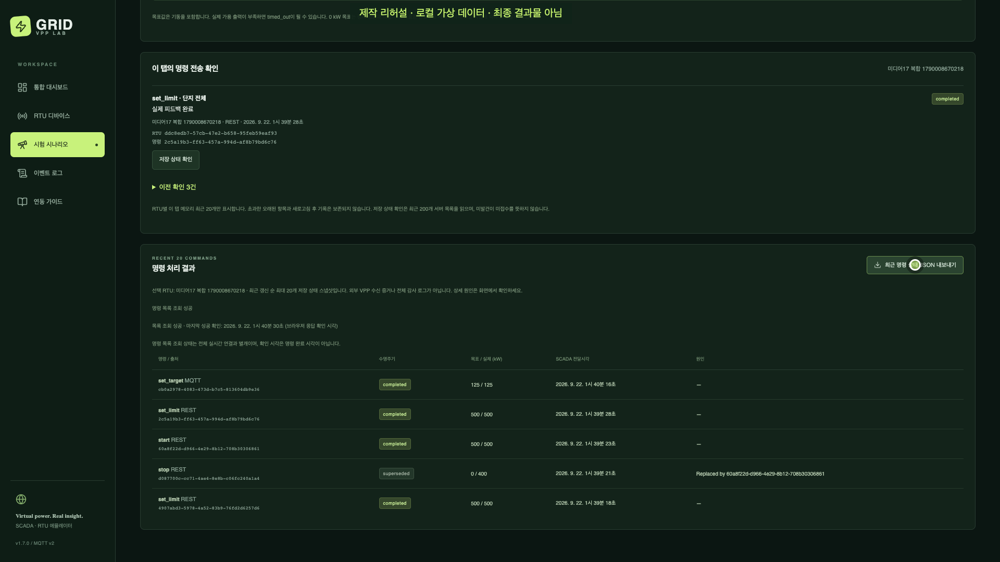 GRID
VPP LAB
WORKSPACE
통합 대시보드
RTU 디바이스
시험 시나리오
이벤트 로그
연동 가이드
Virtual power. Real insight.
SCADA · RTU 에뮬레이터
v1.7.0 / MQTT v2
제작 리허설 · 로컬 가상 데이터 · 최종 결과물 아님
목표값은 기동을 포함합니다. 실제 가용 출력이 부족하면 timed_out이 될 수 있습니다. 0 kW 목표
이 탭의 명령 전송 확인
미디어17 복합 1790008670218
set_limit · 단지 전체
completed
실제 피드백 완료
미디어17 복합 1790008670218 · REST · 2026. 9. 22. 1시 39분 28초
RTU ddc8edb7-57cb-47e2-b658-95feb59eaf93
명령 2c5a19b3-ff63-457a-994d-af8b79bd6c76
저장 상태 확인
▶ 이전 확인 3건
RTU별 이 탭 메모리 최근 20개만 표시합니다. 초과한 오래된 항목과 새로고침 후 기록은 보존되지 않습니다. 저장 상태 확인은 최근 200개 서버 목록을 읽으며, 미발견이 미접수를 뜻하지 않습니다.
RECENT 20 COMMANDS
명령 처리 결과
최근 명령 상태 JSON 내보내기
선택 RTU: 미디어17 복합 1790008670218 · 최근 갱신 순 최대 20개 저장 상태 스냅샷입니다. 외부 VPP 수신 증거나 전체 감사 로그가 아닙니다. 상세 원인은 화면에서 확인하세요.
명령 목록 조회 성공
목록 조회 성공 · 마지막 성공 확인: 2026. 9. 22. 1시 40분 30초 (브라우저 응답 확인 시각)
명령 목록 조회 상태는 전체 실시간 연결과 별개이며, 확인 시각은 명령 완료 시각이 아닙니다.
명령 / 출처 수명주기 목표 / 실제 (kW) SCADA 전달시각 원인
set_target MQTT
cb0a2978-4083-473d-b7c5-813604db9e36
completed 125 / 125 2026. 9. 22. 1시 40분 16초 —
set_limit REST
2c5a19b3-ff63-457a-994d-af8b79bd6c76
completed 500 / 500 2026. 9. 22. 1시 39분 28초 —
start REST
60a8f22d-d966-4e29-8b12-708b30306861
completed 500 / 500 2026. 9. 22. 1시 39분 23초 —
stop REST
d087700c-cc71-4ae4-8e8b-c06fc240a1a4
superseded 0 / 400 2026. 9. 22. 1시 39분 21초 Replaced by 60a8f22d-d966-4e29-8b12-708b30306861
set_limit REST
4907abd3-5978-4a52-83b9-76fd2d6257d6
completed 500 / 500 2026. 9. 22. 1시 39분 18초 —